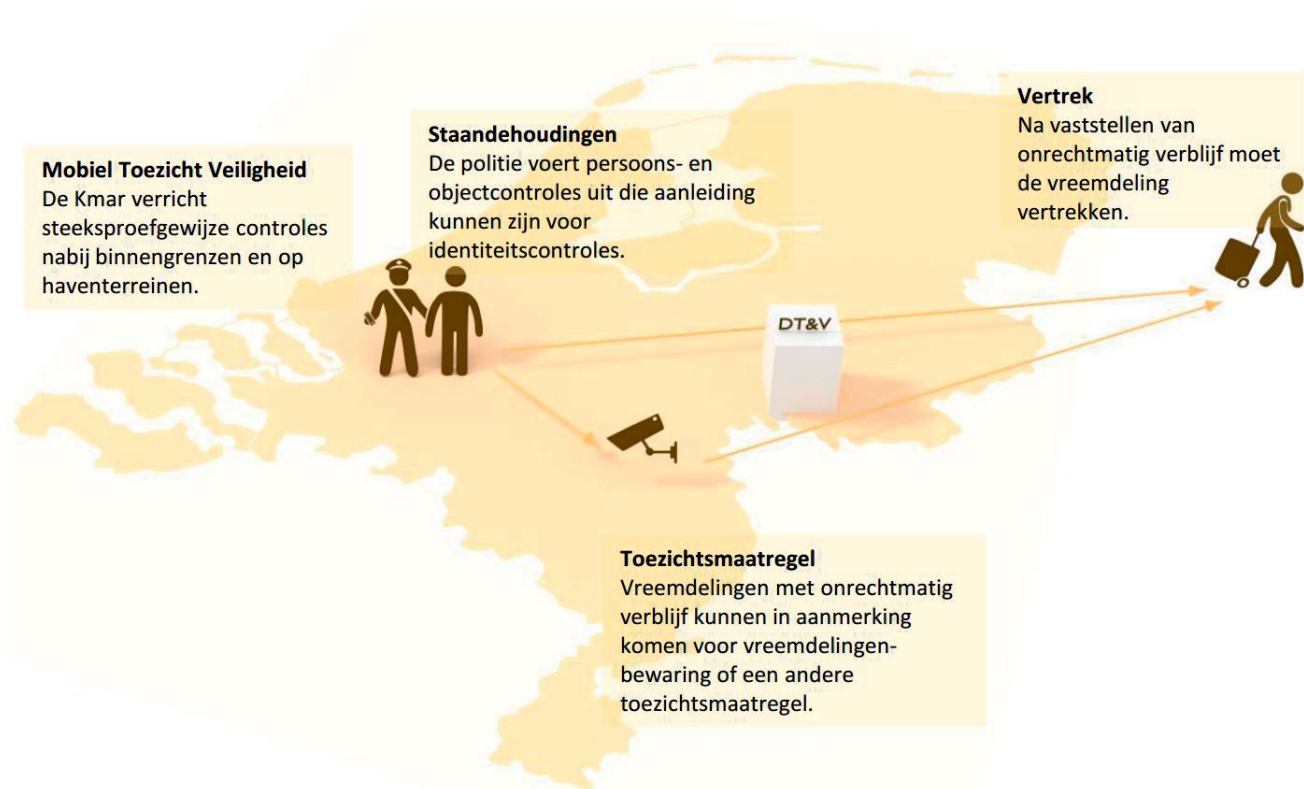 Mobiel Toezicht Veiligheid
De Kmar verricht
steeksproefgewijze controles
nabij binnengrenzen en op
haventerreinen.
Staandehoudingen
De politie voert persoons- en
objectcontroles uit die aanleiding
kunnen zijn voor
identiteitscontroles.
Vertrek
Na vaststellen van
onrechtmatig verblijf moet
de vreemdeling
vertrekken.
DT&V
Toezichtsmaatregel
Vreemdelingen met onrechtmatig
verblijf kunnen in aanmerking
komen voor vreemdelingen-
bewaring of een andere
toezichtsmaatregel.